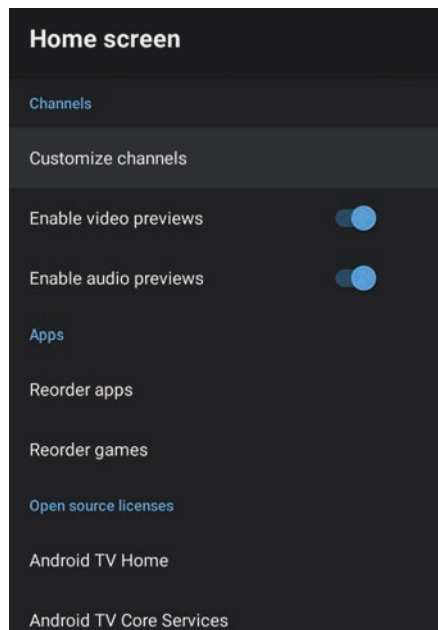 Home screen
Channels
Customize channels
Enable video previews
Enable audio previews
Apps
Reorder apps
Reorder games
Open source licenses
Android TV Home
Android TV Core Services